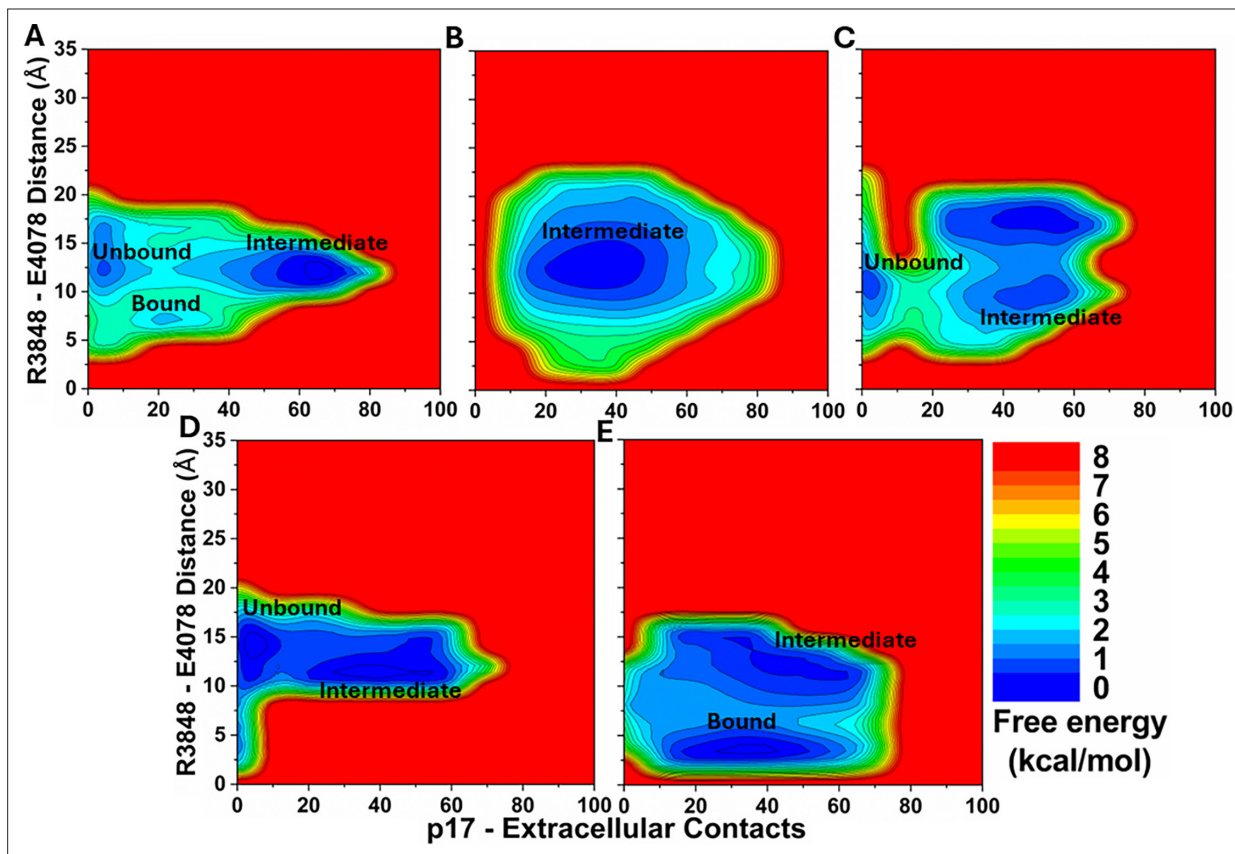 A
B
C
R3848 - E4078 Distance (Å)
35
30
25
20
15
10
5
0
Unbound
Intermediate
Bound
0 20 40 60 80 100
Intermediate
0 20 40 60 80 100
Unbound
Intermediate
0 20 40 60 80 100
D
E
R3848 - E4078 Distance (Å)
35
30
25
20
15
10
5
0
Unbound
Intermediate
0 20 40 60 80 100
Intermediate
Bound
0 20 40 60 80 100
p17 - Extracellular Contacts
8
7
6
5
4
3
2
1
0
Free energy
(kcal/mol)